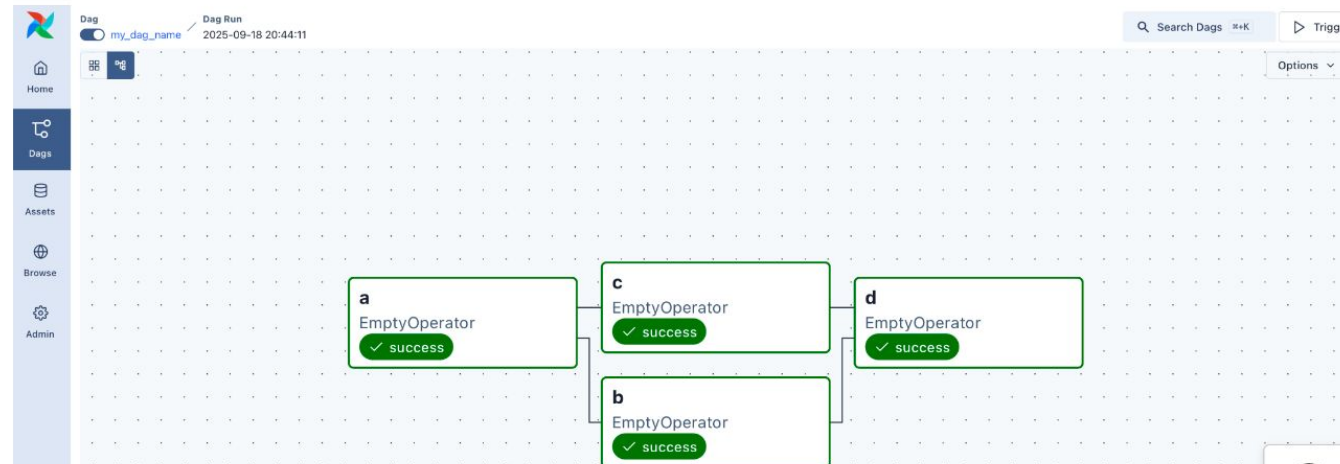 Dag
my_dag_name
/
Dag Run
2025-09-18 20:44:11
Search Dags ⌘+K
Trigg
Options
Home
Dags
Assets
Browse
Admin
a
EmptyOperator
success
c
EmptyOperator
success
d
EmptyOperator
success
b
EmptyOperator
success